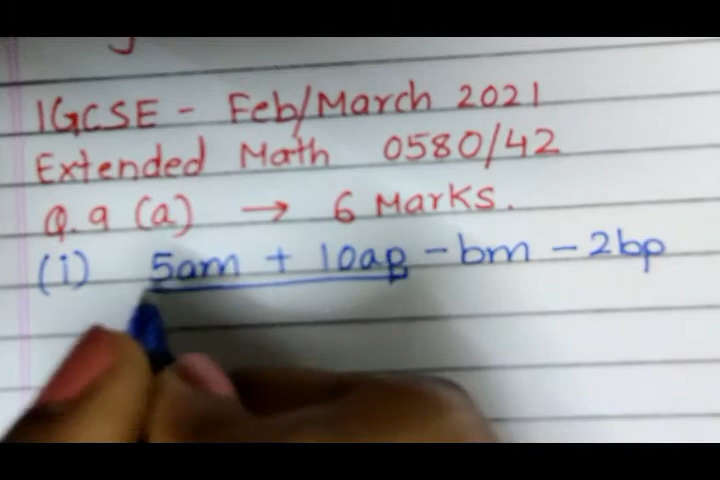 IGCSE - Feb/March 2021
Extended Math 0580/42
Q.9 (a) → 6 Marks.
(i) 5am + 10ap - bm - 2bp